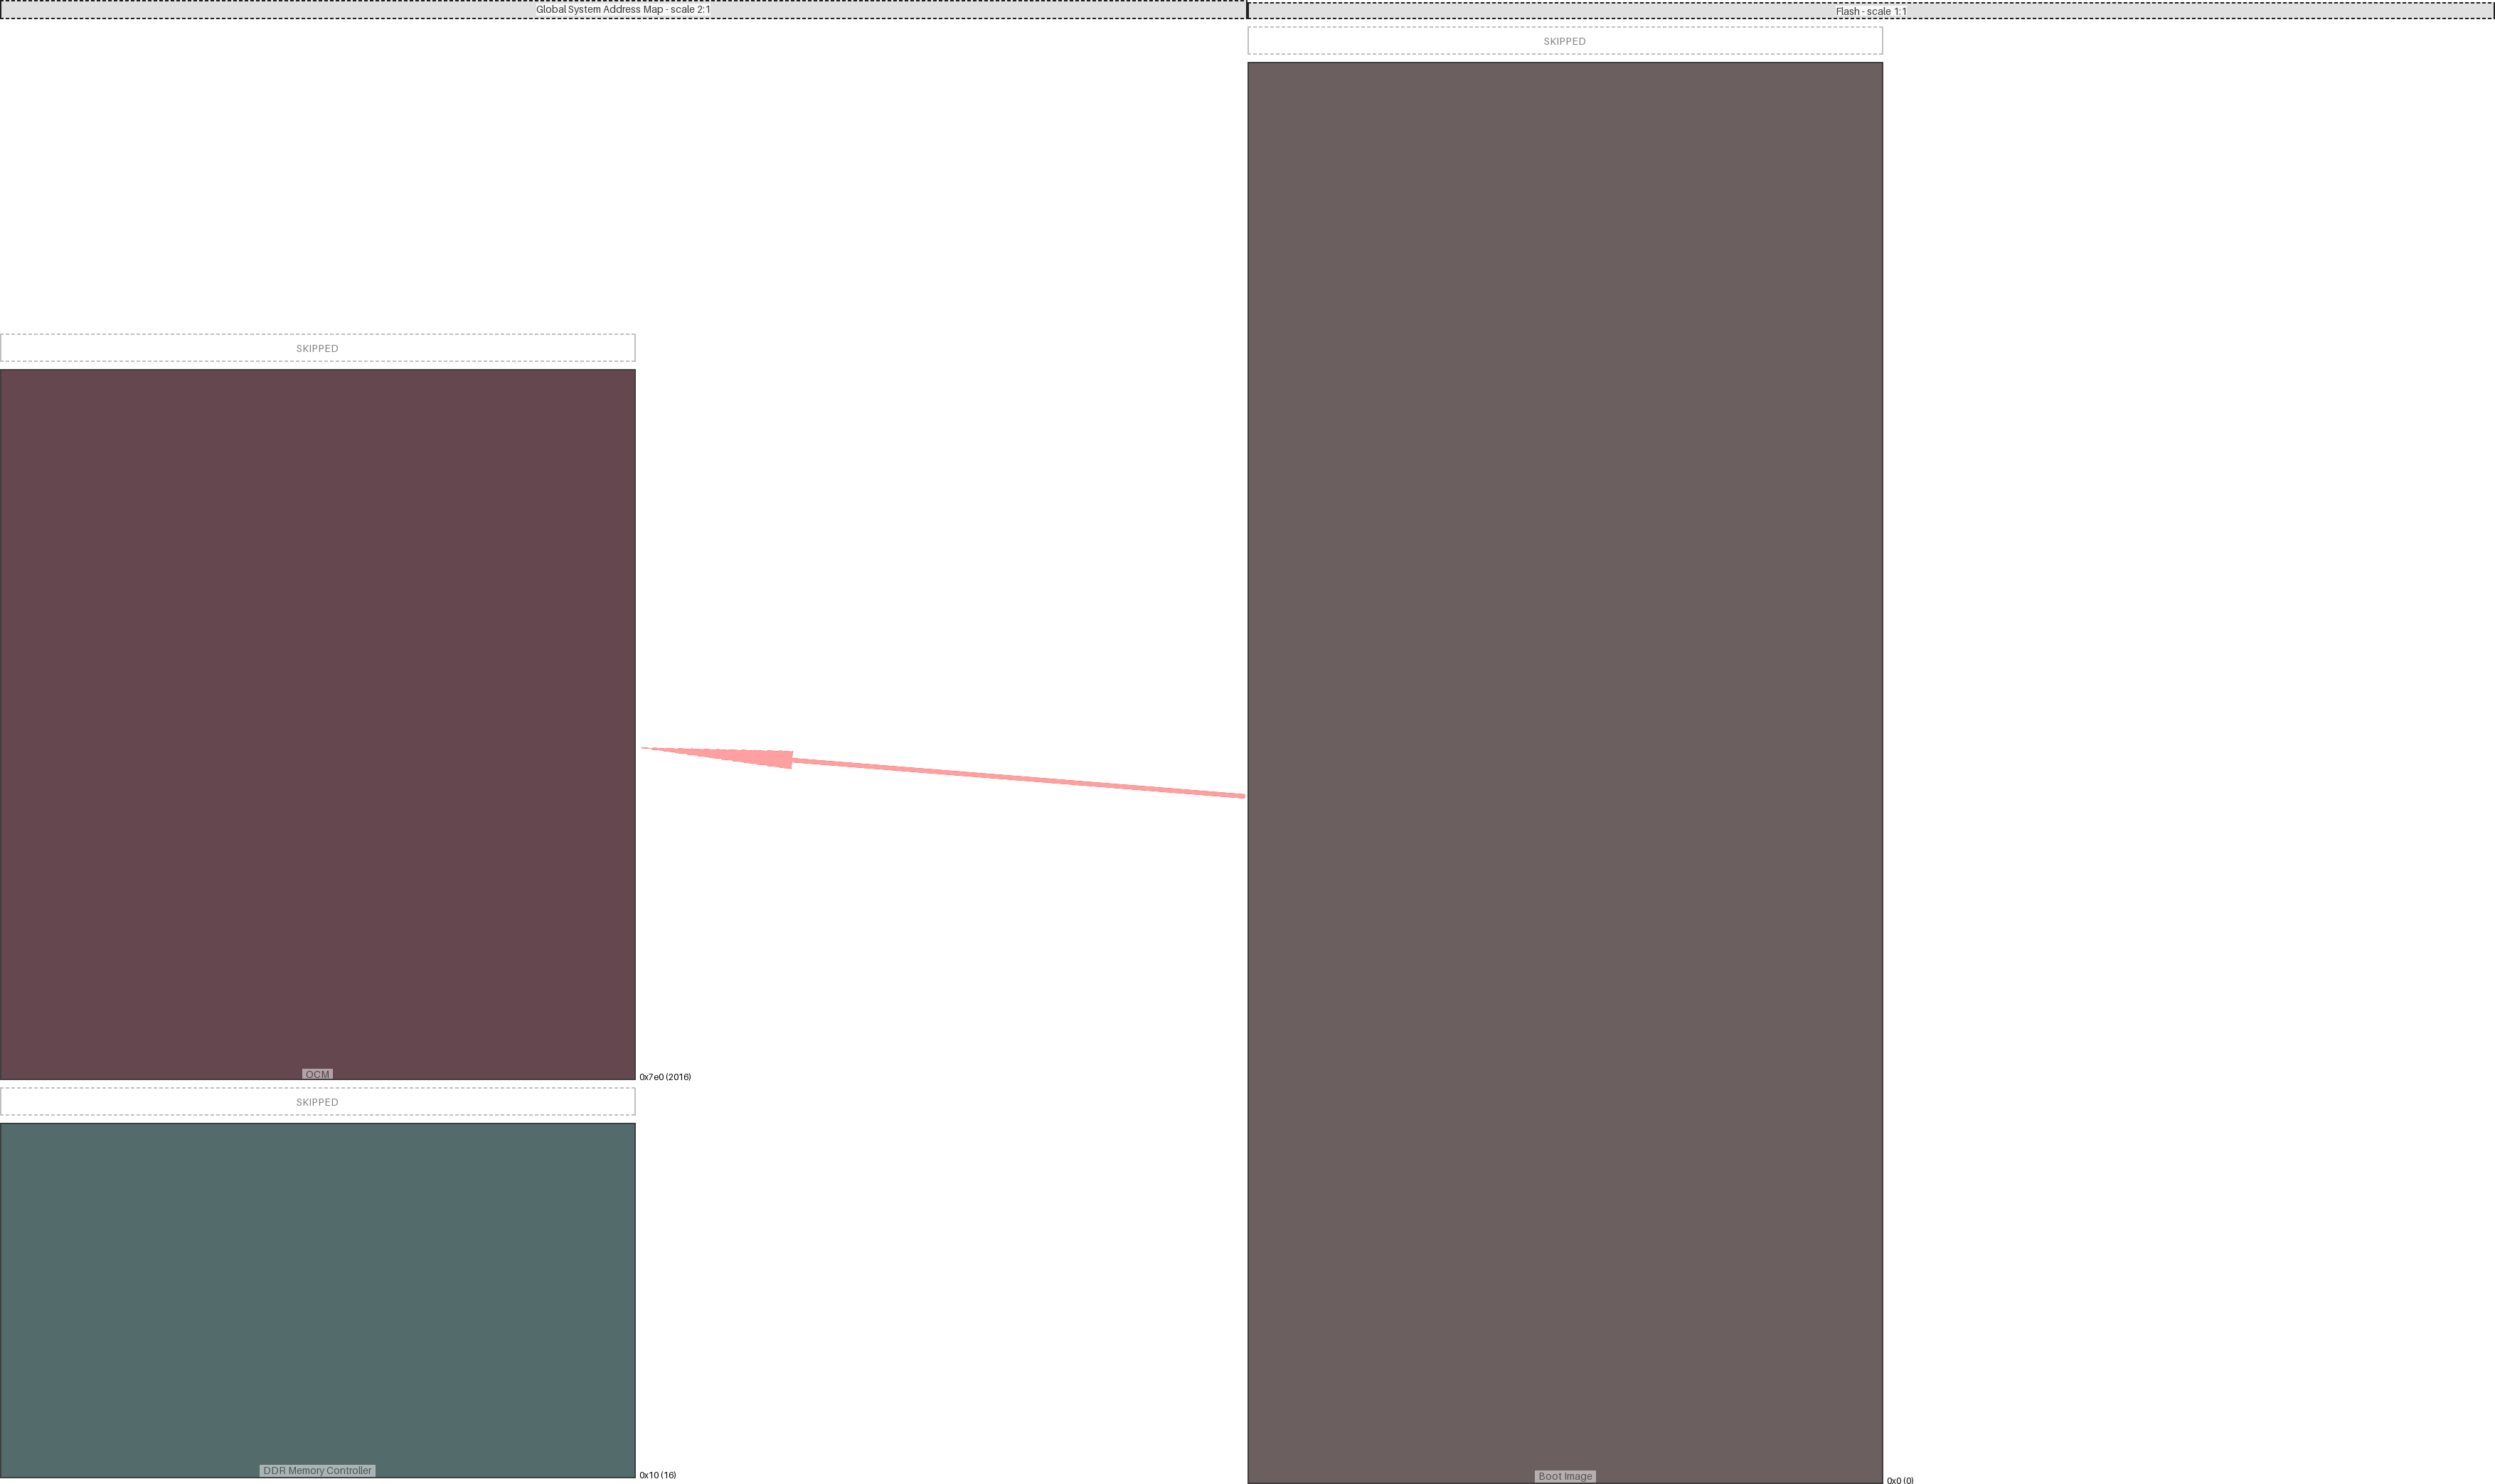 Global System Address Map - scale 2:1
Flash - scale 1:1
SKIPPED
SKIPPED
OCM
0x7e0 (2016)
SKIPPED
DDR Memory Controller
0x10 (16)
Boot Image
0x0 (0)